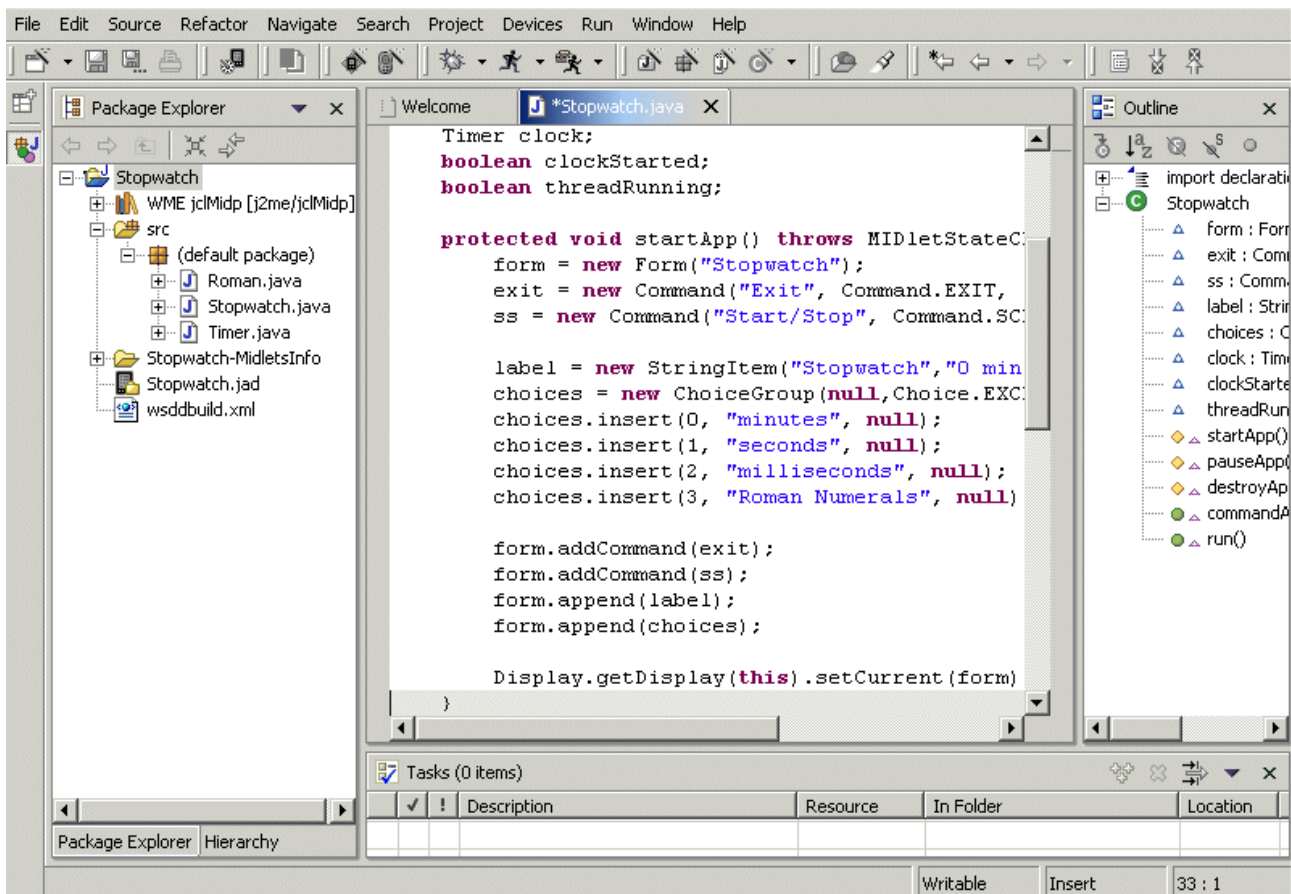 File Edit Source Refactor Navigate Search Project Devices Run Window Help
Package Explorer
Stopwatch
WME jclMidp [j2me/jclMidp]
src
(default package)
Roman.java
Stopwatch.java
Timer.java
Stopwatch-MidletsInfo
Stopwatch.jad
wsddbuild.xml
Package Explorer Hierarchy
Welcome *Stopwatch.java
Timer clock;
boolean clockStarted;
boolean threadRunning;
protected void startApp() throws MIDletStateC
form = new Form("Stopwatch");
exit = new Command("Exit", Command.EXIT,
ss = new Command("Start/Stop", Command.SC
label = new StringItem("Stopwatch","0 min
choices = new ChoiceGroup(null,Choice.EXC
choices.insert(0, "minutes", null);
choices.insert(1, "seconds", null);
choices.insert(2, "milliseconds", null);
choices.insert(3, "Roman Numerals", null)
form.addCommand(exit);
form.addCommand(ss);
form.append(label);
form.append(choices);
Display.getDisplay(this).setCurrent(form)
}
Outline
import declarati
Stopwatch
form : For
exit : Com
ss : Comm
label : Strin
choices : C
clock : Tim
clockStarte
threadRun
startApp()
pauseApp(
destroyAp
commandA
run()
Tasks (0 items)
! Description Resource In Folder Location
Writable Insert 33 : 1